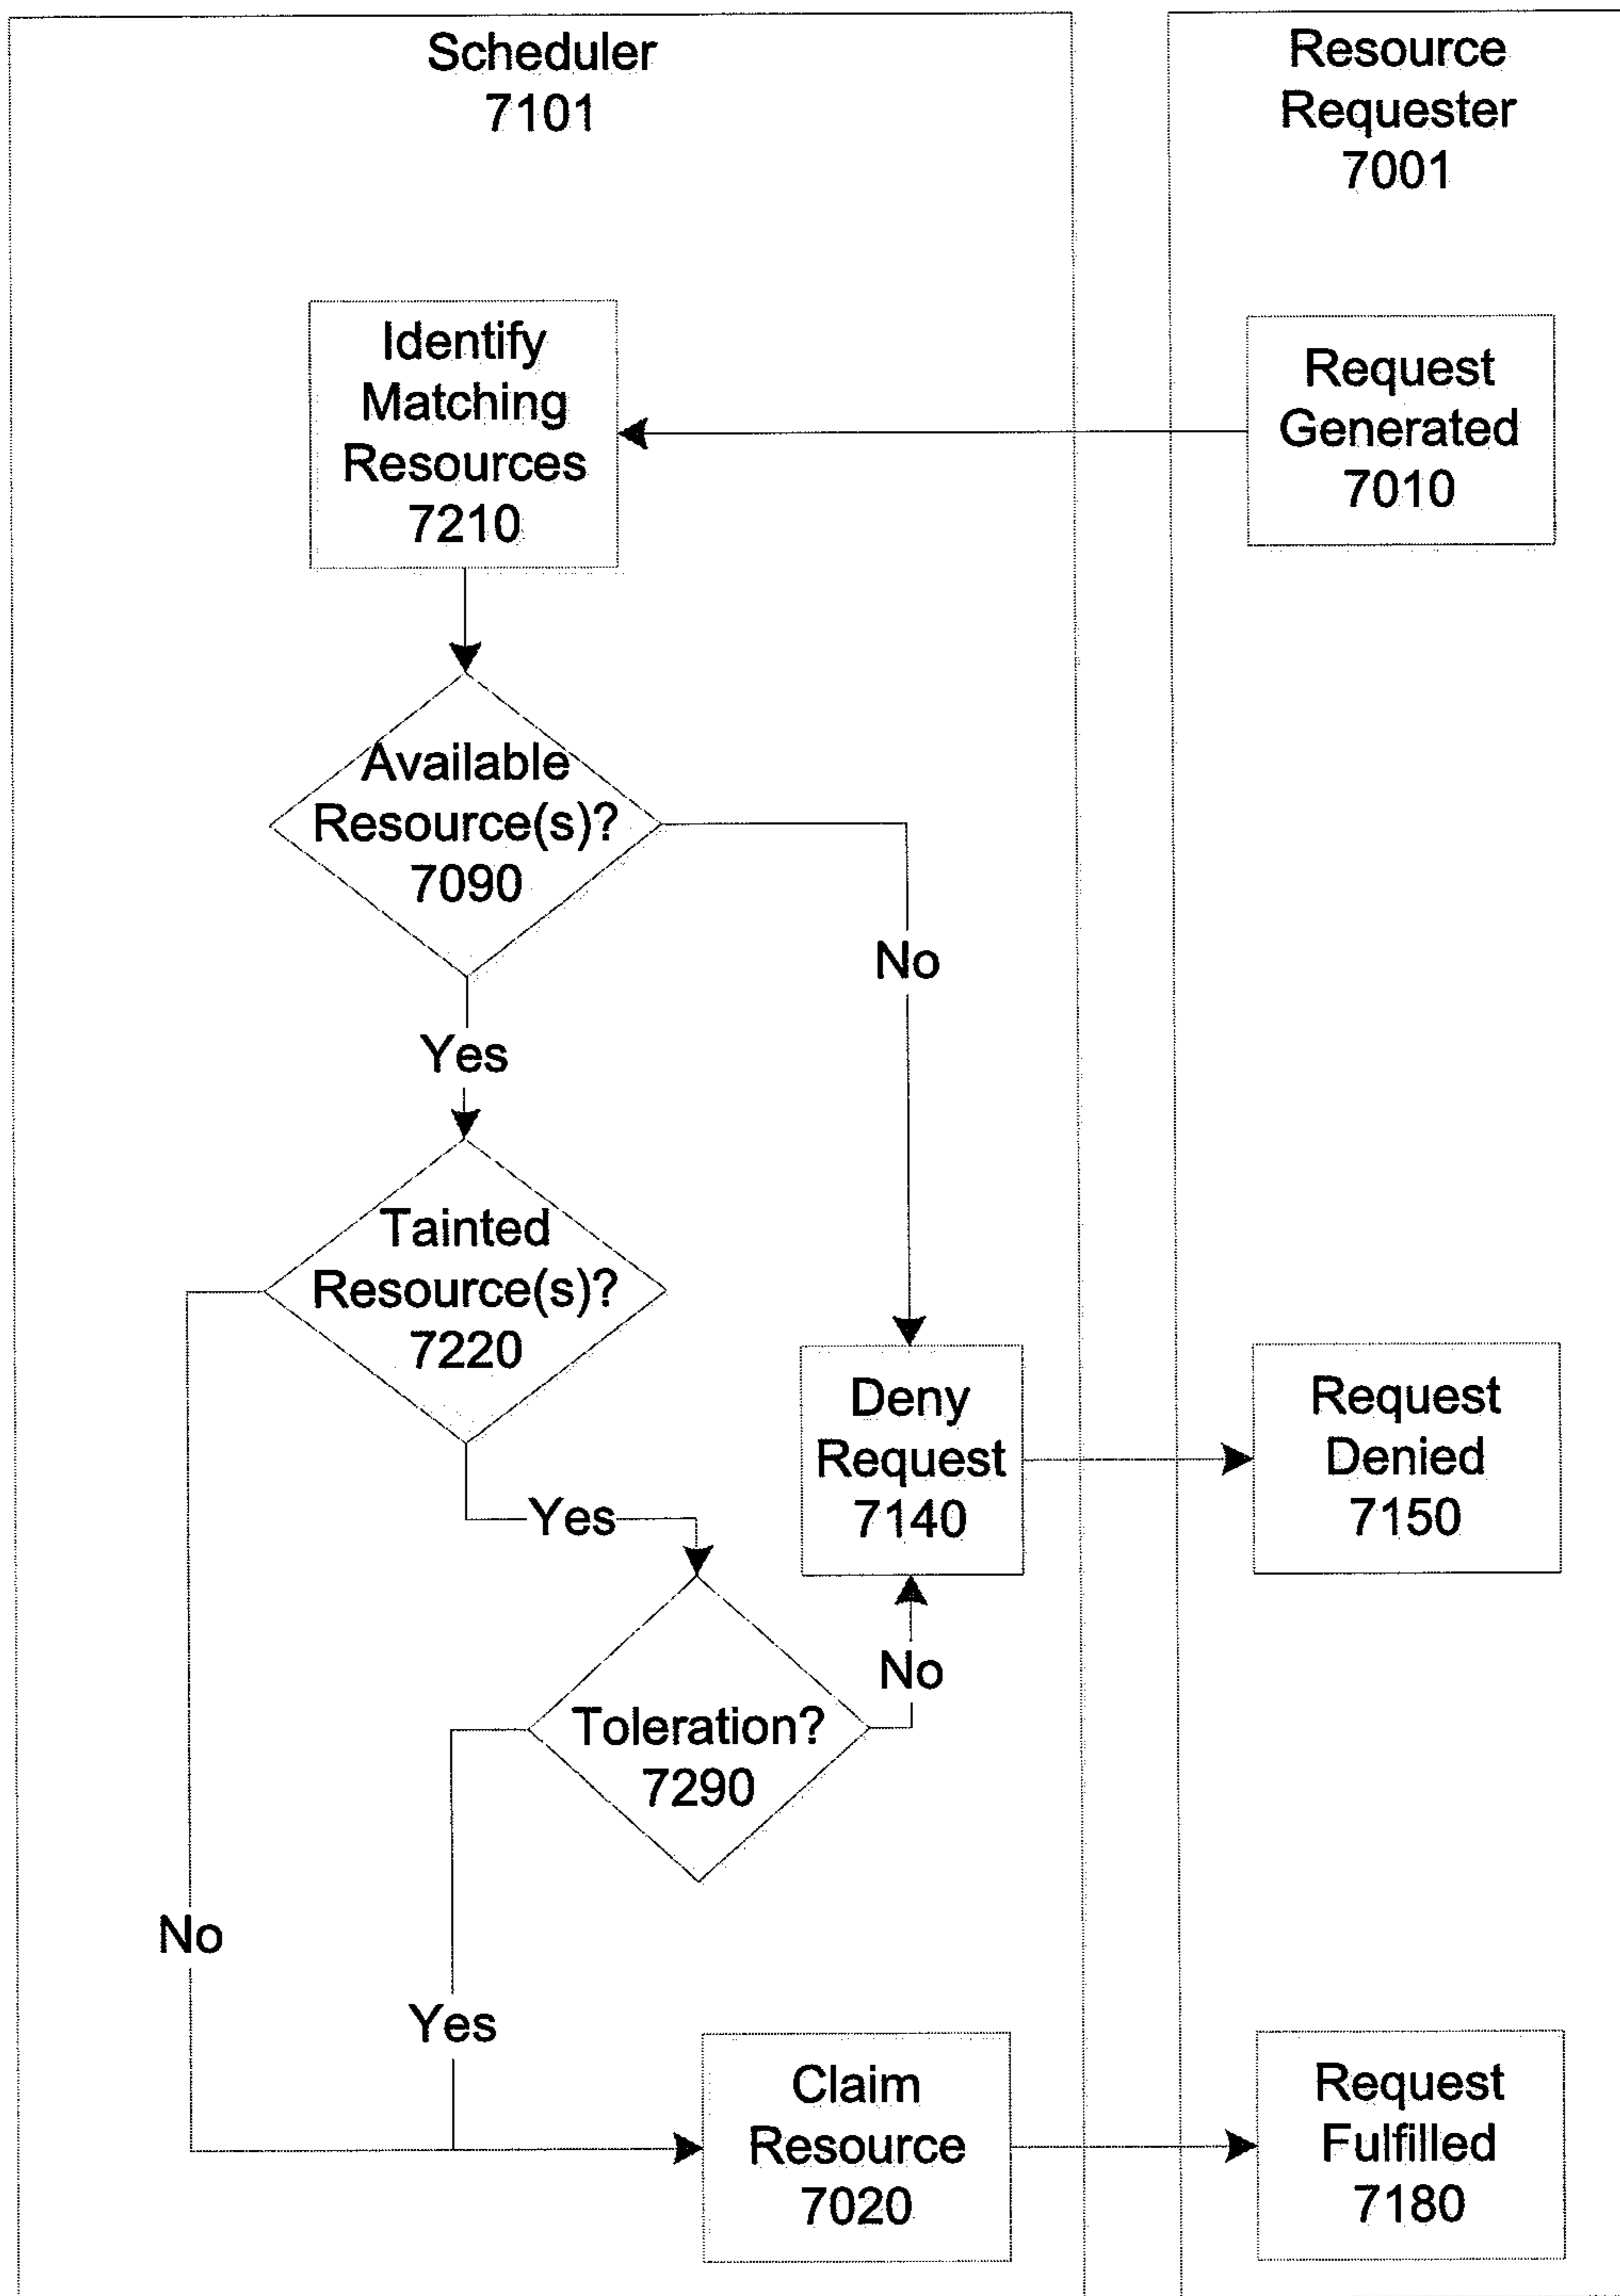 Scheduler
7101
Resource
Requester
7001
Identify
Matching
Resources
7210
Request
Generated
7010
Available
Resource(s)?
7090
No
Yes
Tainted
Resource(s)?
7220
Deny
Request
7140
Request
Denied
7150
Yes
No
Toleration?
7290
No
Yes
Claim
Resource
7020
Request
Fulfilled
7180